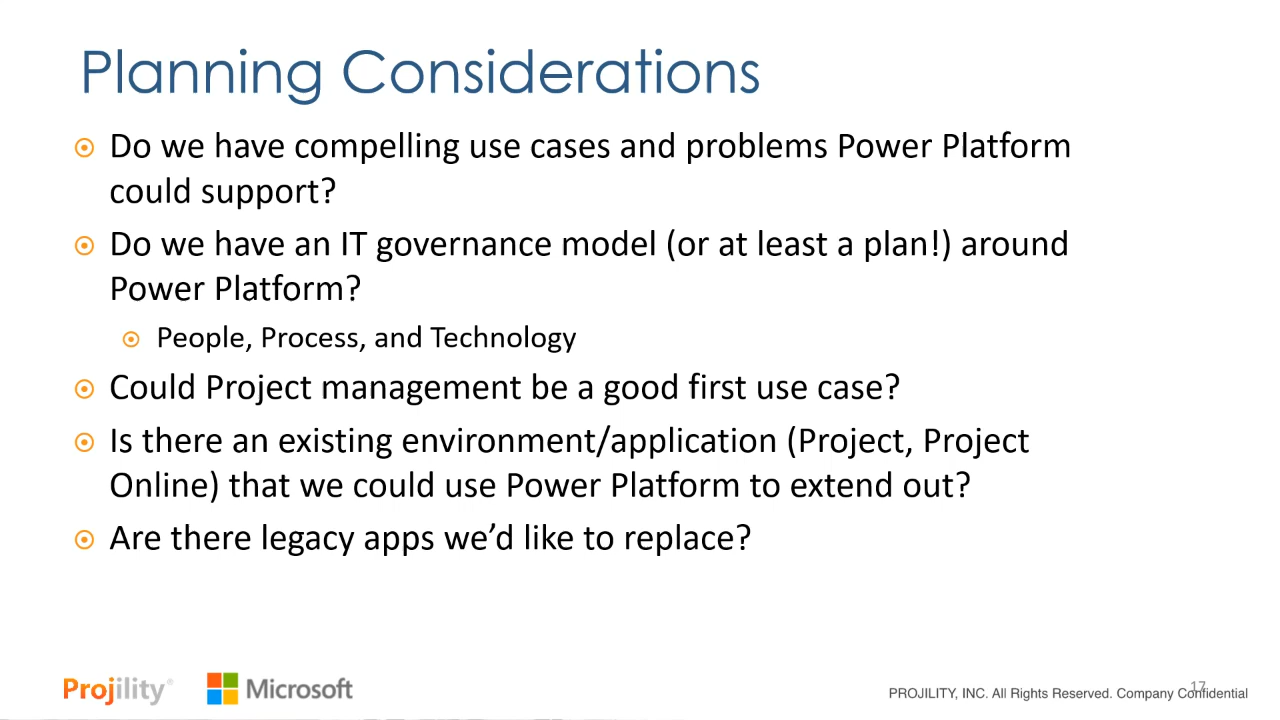 Planning Considerations
Do we have compelling use cases and problems Power Platform
could support?
Do we have an IT governance model (or at least a plan!) around
Power Platform?
People, Process, and Technology
Could Project management be a good first use case?
Is there an existing environment/application (Project, Project
Online) that we could use Power Platform to extend out?
Are there legacy apps we’d like to replace?
Projility®
Microsoft
PROJILITY, INC. All Rights Reserved. Company Confidential
17